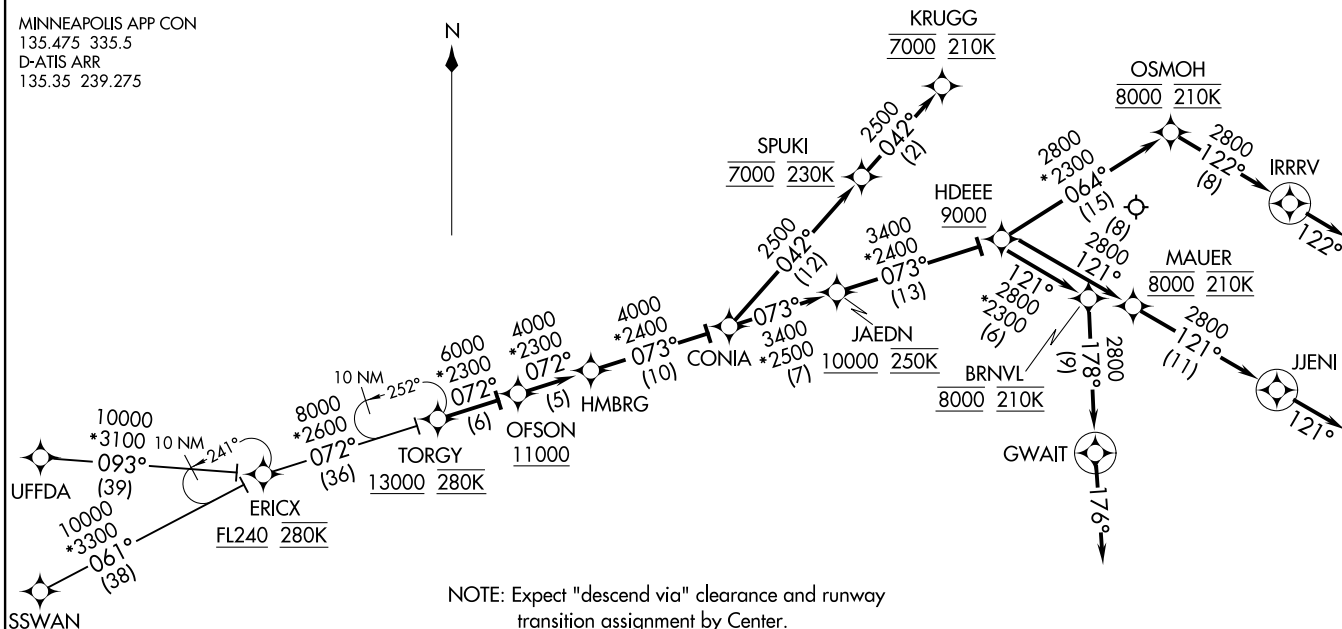 MINNEAPOLIS APP CON
135.475 335.5
D-ATIS ARR
135.35 239.275
N
KRUGG
7000 210K
2500
042°
(2)
SPUKI
7000 230K
2500
042°
(12)
OSMOH
8000 210K
2800
122°
(8)
IRRRV
122°
2800
*2300
064°
(15)
HDEEE
9000
(8)
2800
121°
MAUER
8000 210K
2800
121°
(11)
JJENI
121°
121°
*2800
*2300
(6)
BRNVL
8000 210K
2800
178°
(9)
GWAIT
176°
3400
*2400
073°
(13)
JAEDN
10000 250K
073°
3400
*2500
(7)
CONIA
4000
*2400
073°
(10)
HMBRG
4000
*2300
072°
(5)
OFSON
11000
6000
*2300
072°
(6)
TORGY
13000 280K
10 NM
252°
8000
*2600
072°
(36)
ERICX
FL240 280K
10 NM
241°
10000
*3100
093°
(39)
UFFDA
10000
*3300
061°
(38)
SSWAN
NOTE: Expect "descend via" clearance and runway
transition assignment by Center.